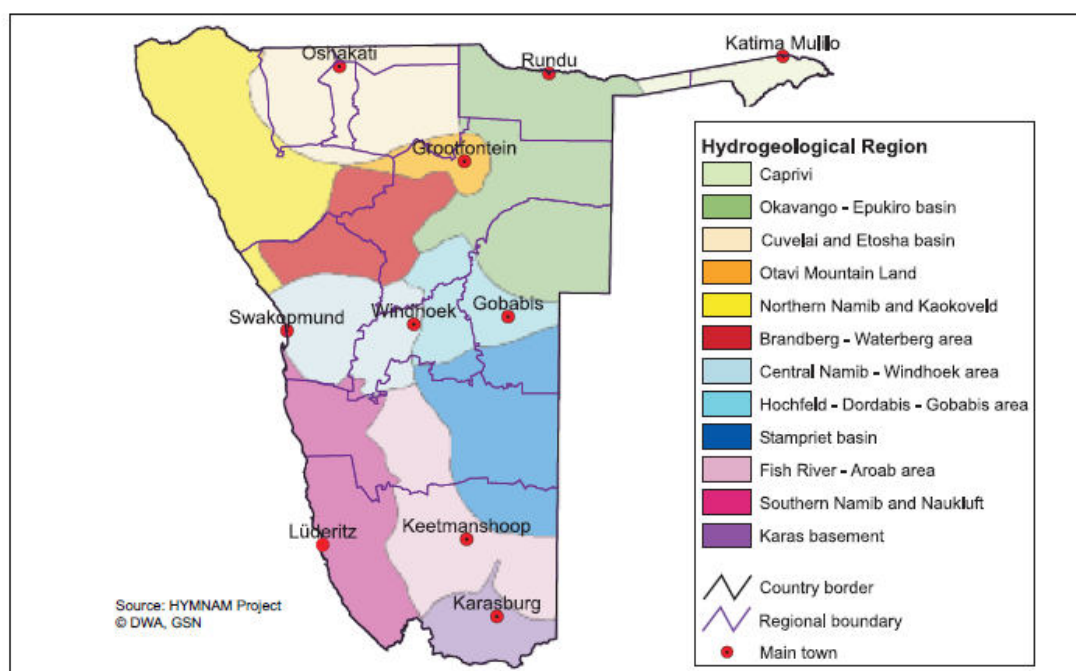 Oshakati
Rundu
Katima Mulilo
Grootfontein
Swakopmund
Windhoek
Gobabis
Lüderitz
Keetmanshoop
Karasburg
Source: HYMNAM Project
© DWA, GSN
Hydrogeological Region
Caprivi
Okavango - Epukiro basin
Cuvelai and Etosha basin
Otavi Mountain Land
Northern Namib and Kaokoveld
Brandberg - Waterberg area
Central Namib - Windhoek area
Hochfeld - Dordabis - Gobabis area
Stampriet basin
Fish River - Aroab area
Southern Namib and Naukluft
Karas basement
Country border
Regional boundary
Main town